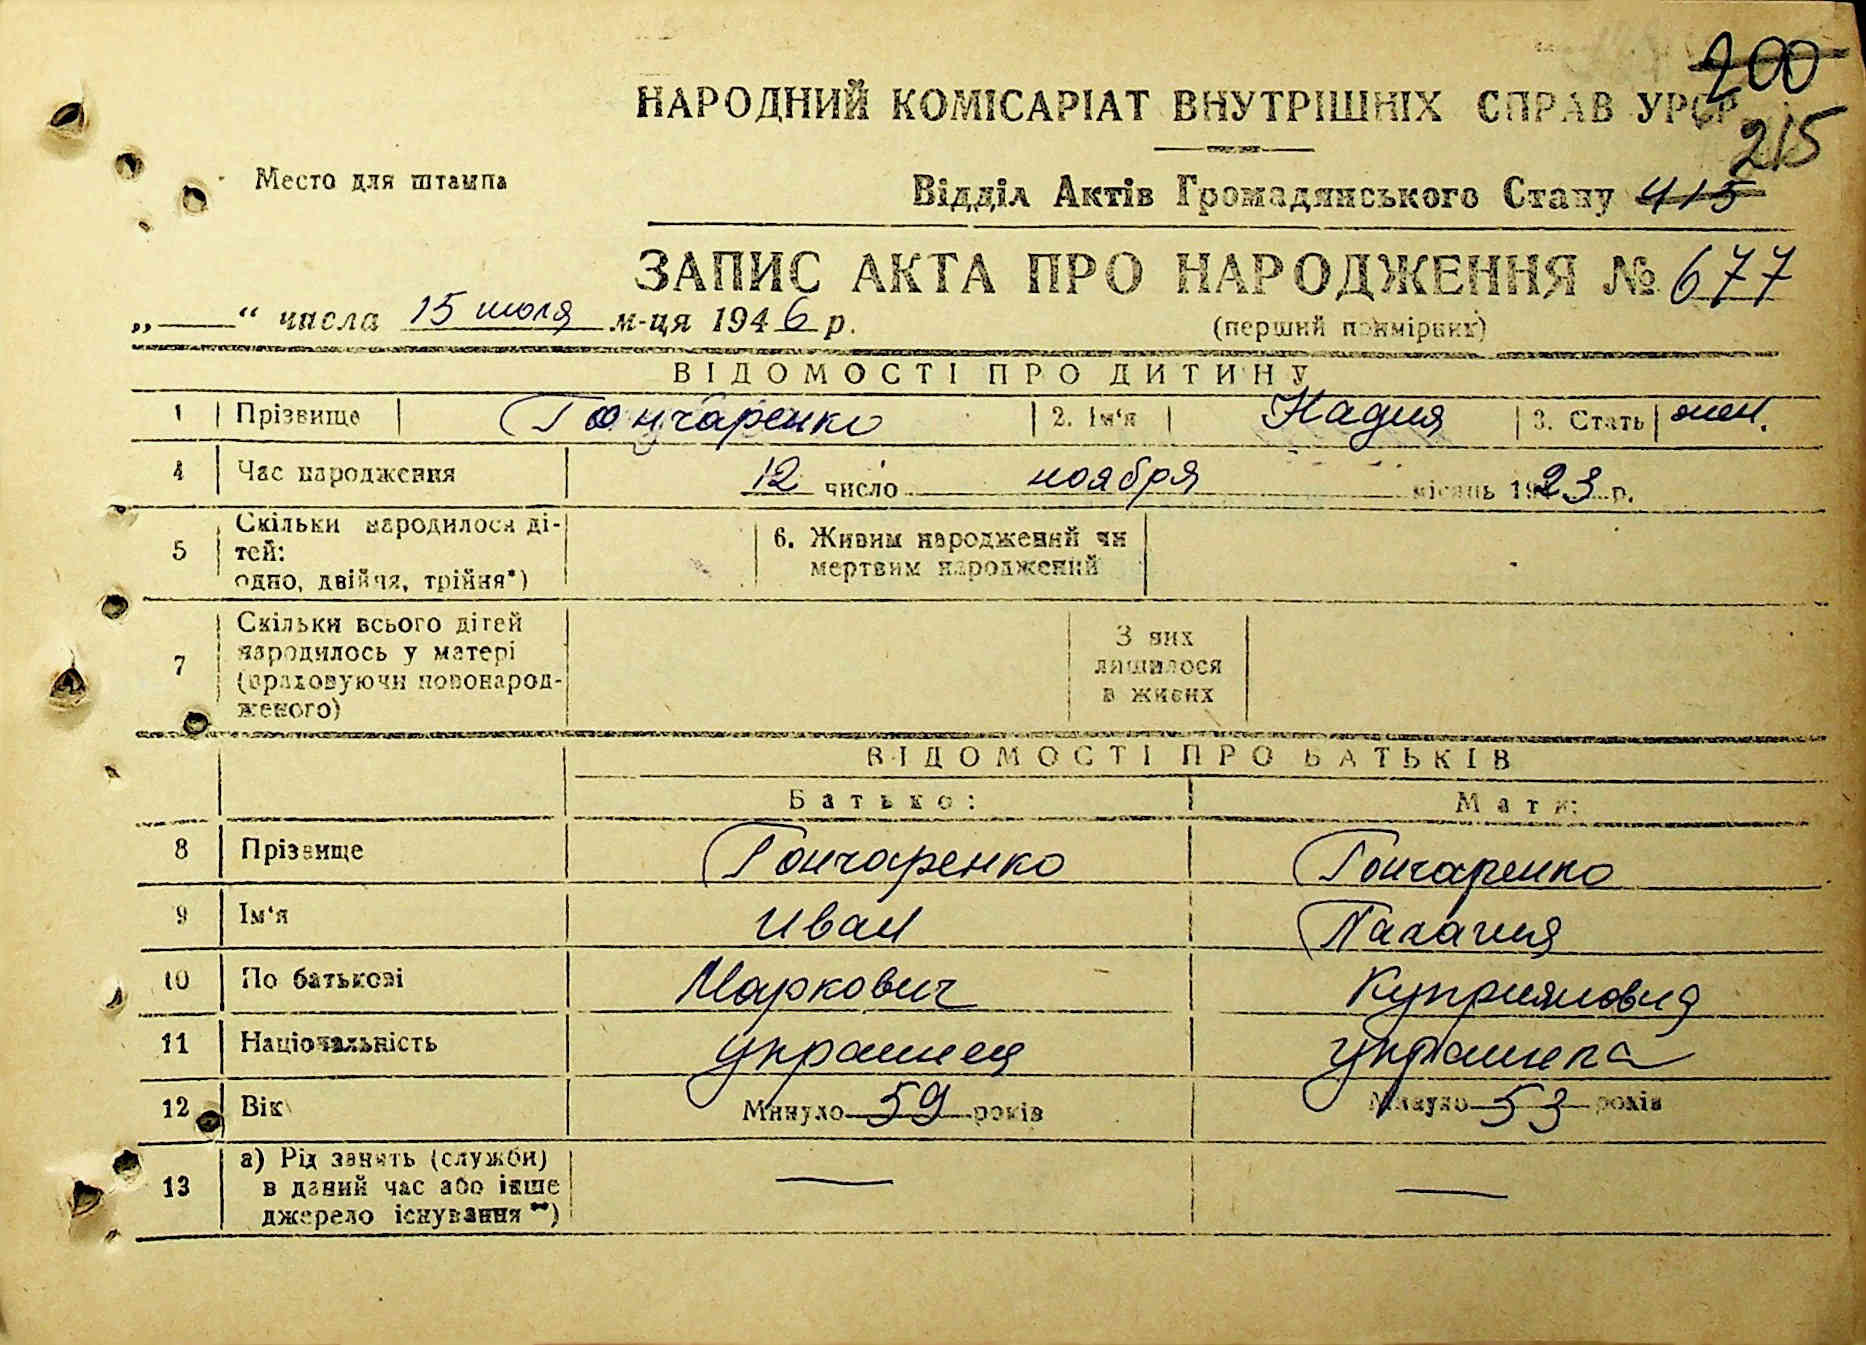 200
НАРОДНИЙ КОМІСАРІАТ ВНУТРІШНІХ СПРАВ УРСР
215
Место для штампа
Відділ Актів Громадянського Стану 415
ЗАПИС АКТА ПРО НАРОДЖЕННЯ № 677
„—“ числа 15 июля м-ця 1946 р.
(перший примірник)
ВІДОМОСТІ ПРО ДИТИНУ
1 Прізвище Гончаренко 2. Ім‘я Надия 3. Стать жен.
4 Час народження 12 число ноября місяць 1923 р.
5 Скільки народилося ді-
тей:
одно, двійня, трійня*)
6. Живим народжений чи
мертвим народжений
7 Скільки всього дітей
народилось у матері
(враховуючи новонарод-
женого)
З них
лишилося
в живих
ВІДОМОСТІ ПРО БАТЬКІВ
Батько: Мати:
8 Прізвище Гончаренко Гончаренко
9 Ім‘я Иван Палагия
10 По батькові Маркович Куприяновна
11 Національність украинец украинка
12 Вік Минуло 59 років Минуло 53 років
13 а) Рід занять (служби)
в даний час або інше
джерело існування **)
— —